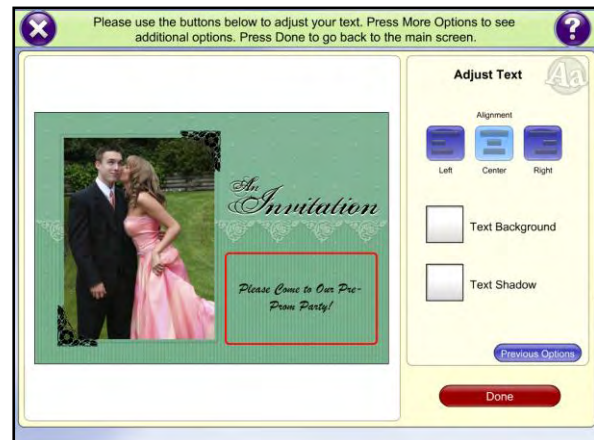 Please use the buttons below to adjust your text. Press More Options to see
additional options. Press Done to go back to the main screen.
?
Adjust Text
Aa
Alignment
Left
Center
Right
Text Background
Text Shadow
Previous Options
Done
An
Invitation
Please Come to Our Pre-
Prom Party!